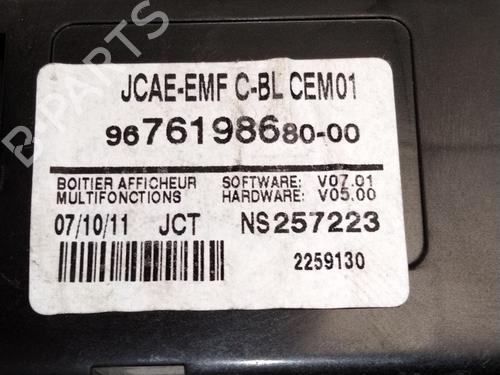 JCAE-EMF C-BL CEM01
9676198680-00
BOITIER AFFICHEUR SOFTWARE: V07.01
MULTIFONCTIONS HARDWARE: V05.00
07/10/11 JCT NS257223
2259130
B-PARTS